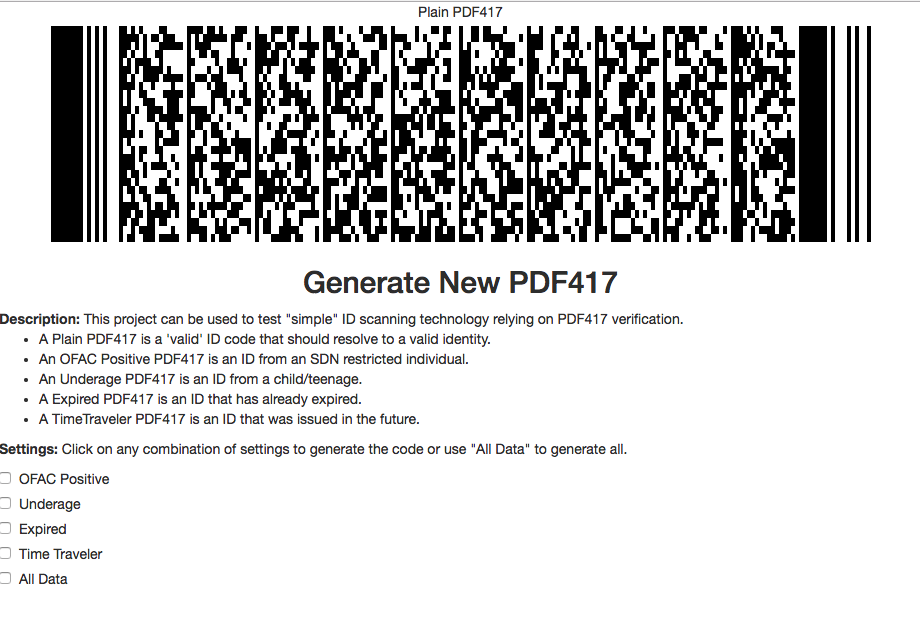 Plain PDF417
Generate New PDF417
Description: This project can be used to test "simple" ID scanning technology relying on PDF417 verification.
• A Plain PDF417 is a 'valid' ID code that should resolve to a valid identity.
• An OFAC Positive PDF417 is an ID from an SDN restricted individual.
• An Underage PDF417 is an ID from a child/teenage.
• A Expired PDF417 is an ID that has already expired.
• A TimeTraveler PDF417 is an ID that was issued in the future.
Settings: Click on any combination of settings to generate the code or use "All Data" to generate all.
OFAC Positive
Underage
Expired
Time Traveler
All Data